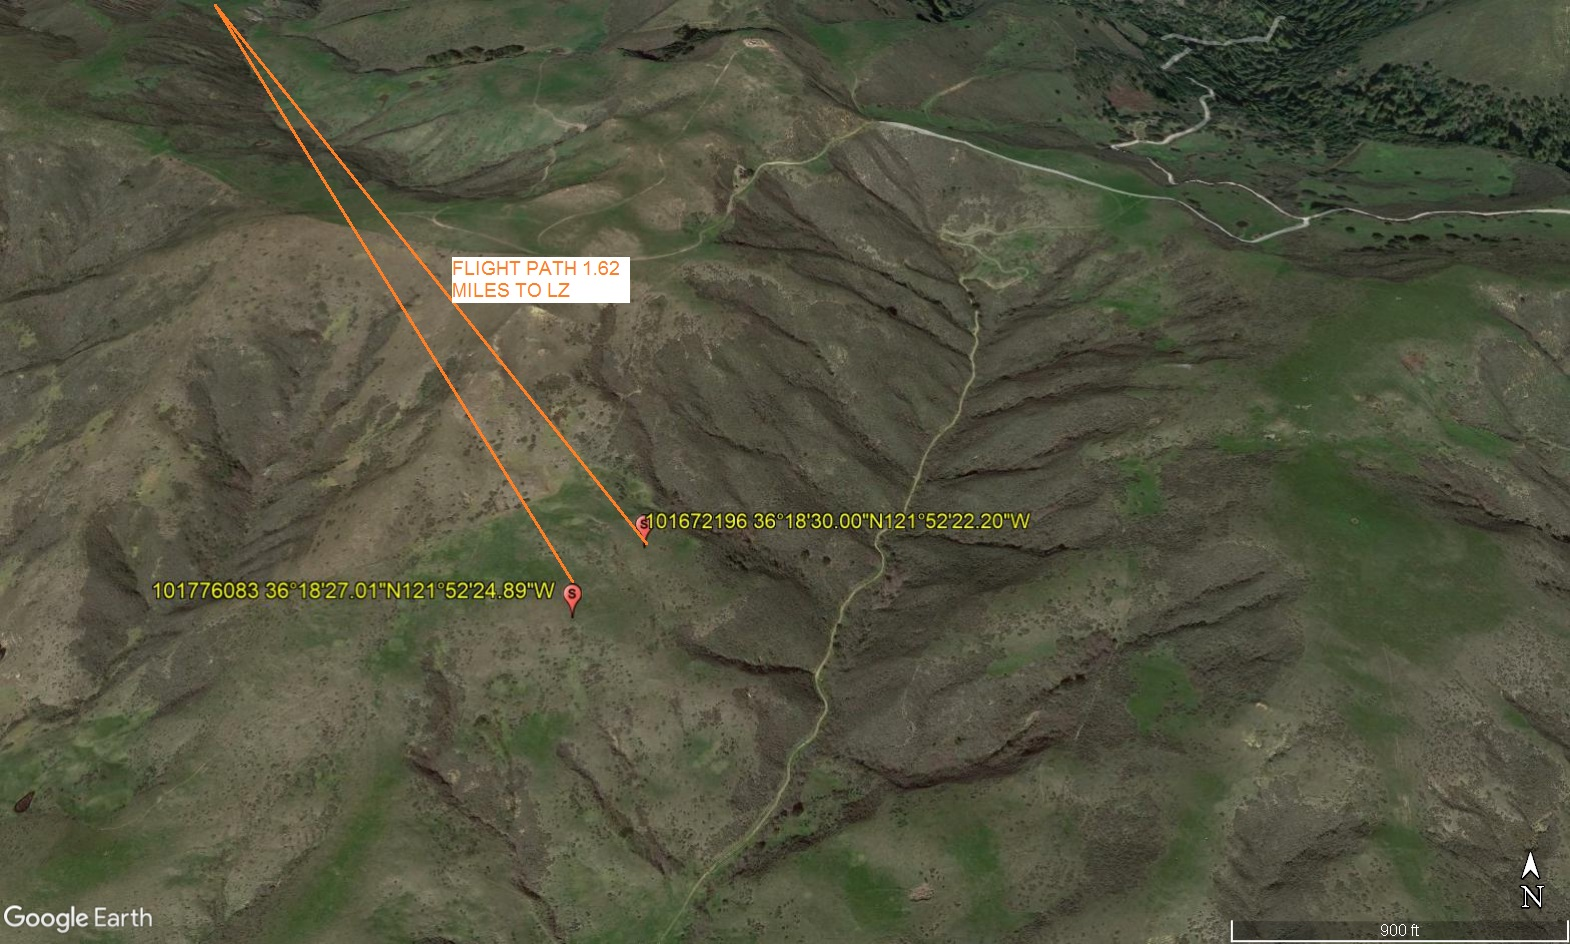 FLIGHT PATH 1.62
MILES TO LZ
101672196 36°18'30.00"N121°52'22.20"W
101776083 36°18'27.01"N121°52'24.89"W
S
S
Google Earth
N
900 ft